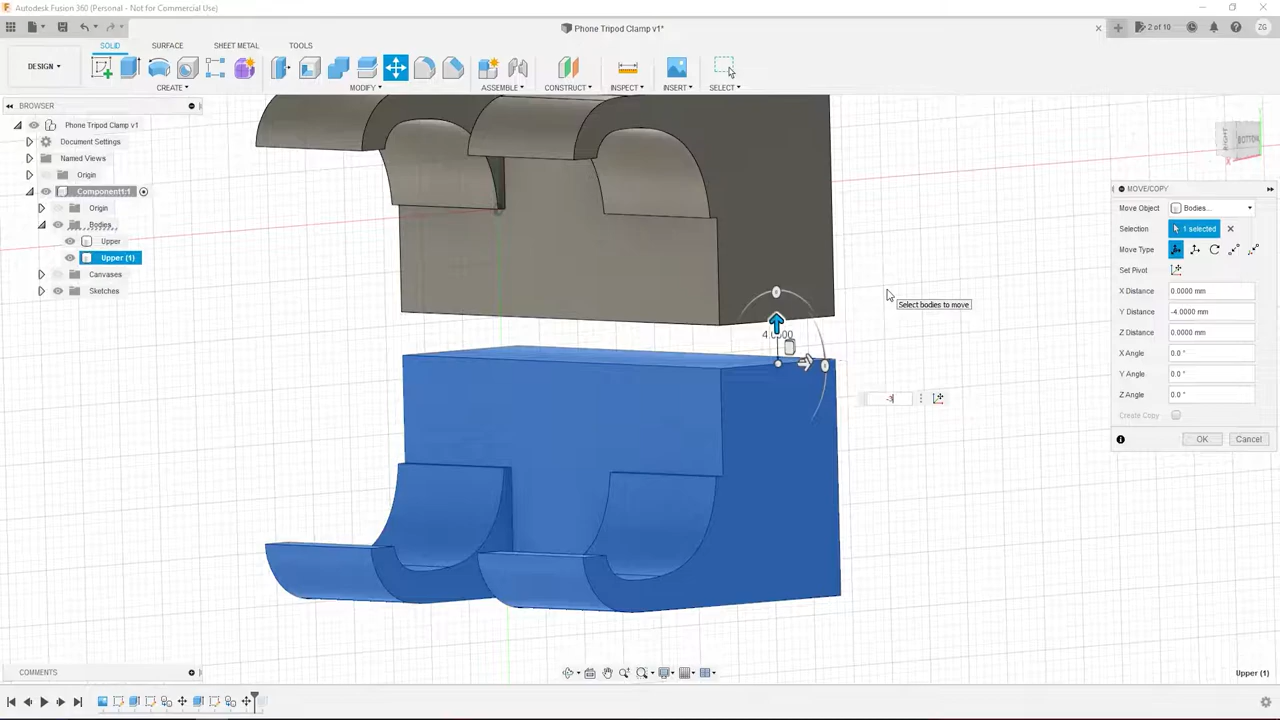 Autodesk Fusion 360 (Personal - Not for Commercial Use)
Phone Tripod Clamp v1*
2 of 10
ZG
SOLID
SURFACE
SHEET METAL
TOOLS
DESIGN
CREATE
MODIFY
ASSEMBLE
CONSTRUCT
INSPECT
INSERT
SELECT
BROWSER
Phone Tripod Clamp v1
Document Settings
Named Views
Origin
Component1:1
Origin
Bodies
Upper
Upper (1)
Canvases
Sketches
RIGHT
BOTTOM
MOVE/COPY
Move Object
Bodies...
Selection
1 selected
Move Type
Set Pivot
X Distance
0.0000 mm
Y Distance
-4.0000 mm
Z Distance
0.0000 mm
X Angle
0.0 °
Y Angle
0.0 °
Z Angle
0.0 °
Create Copy
OK
Cancel
Select bodies to move
-3
COMMENTS
Upper (1)